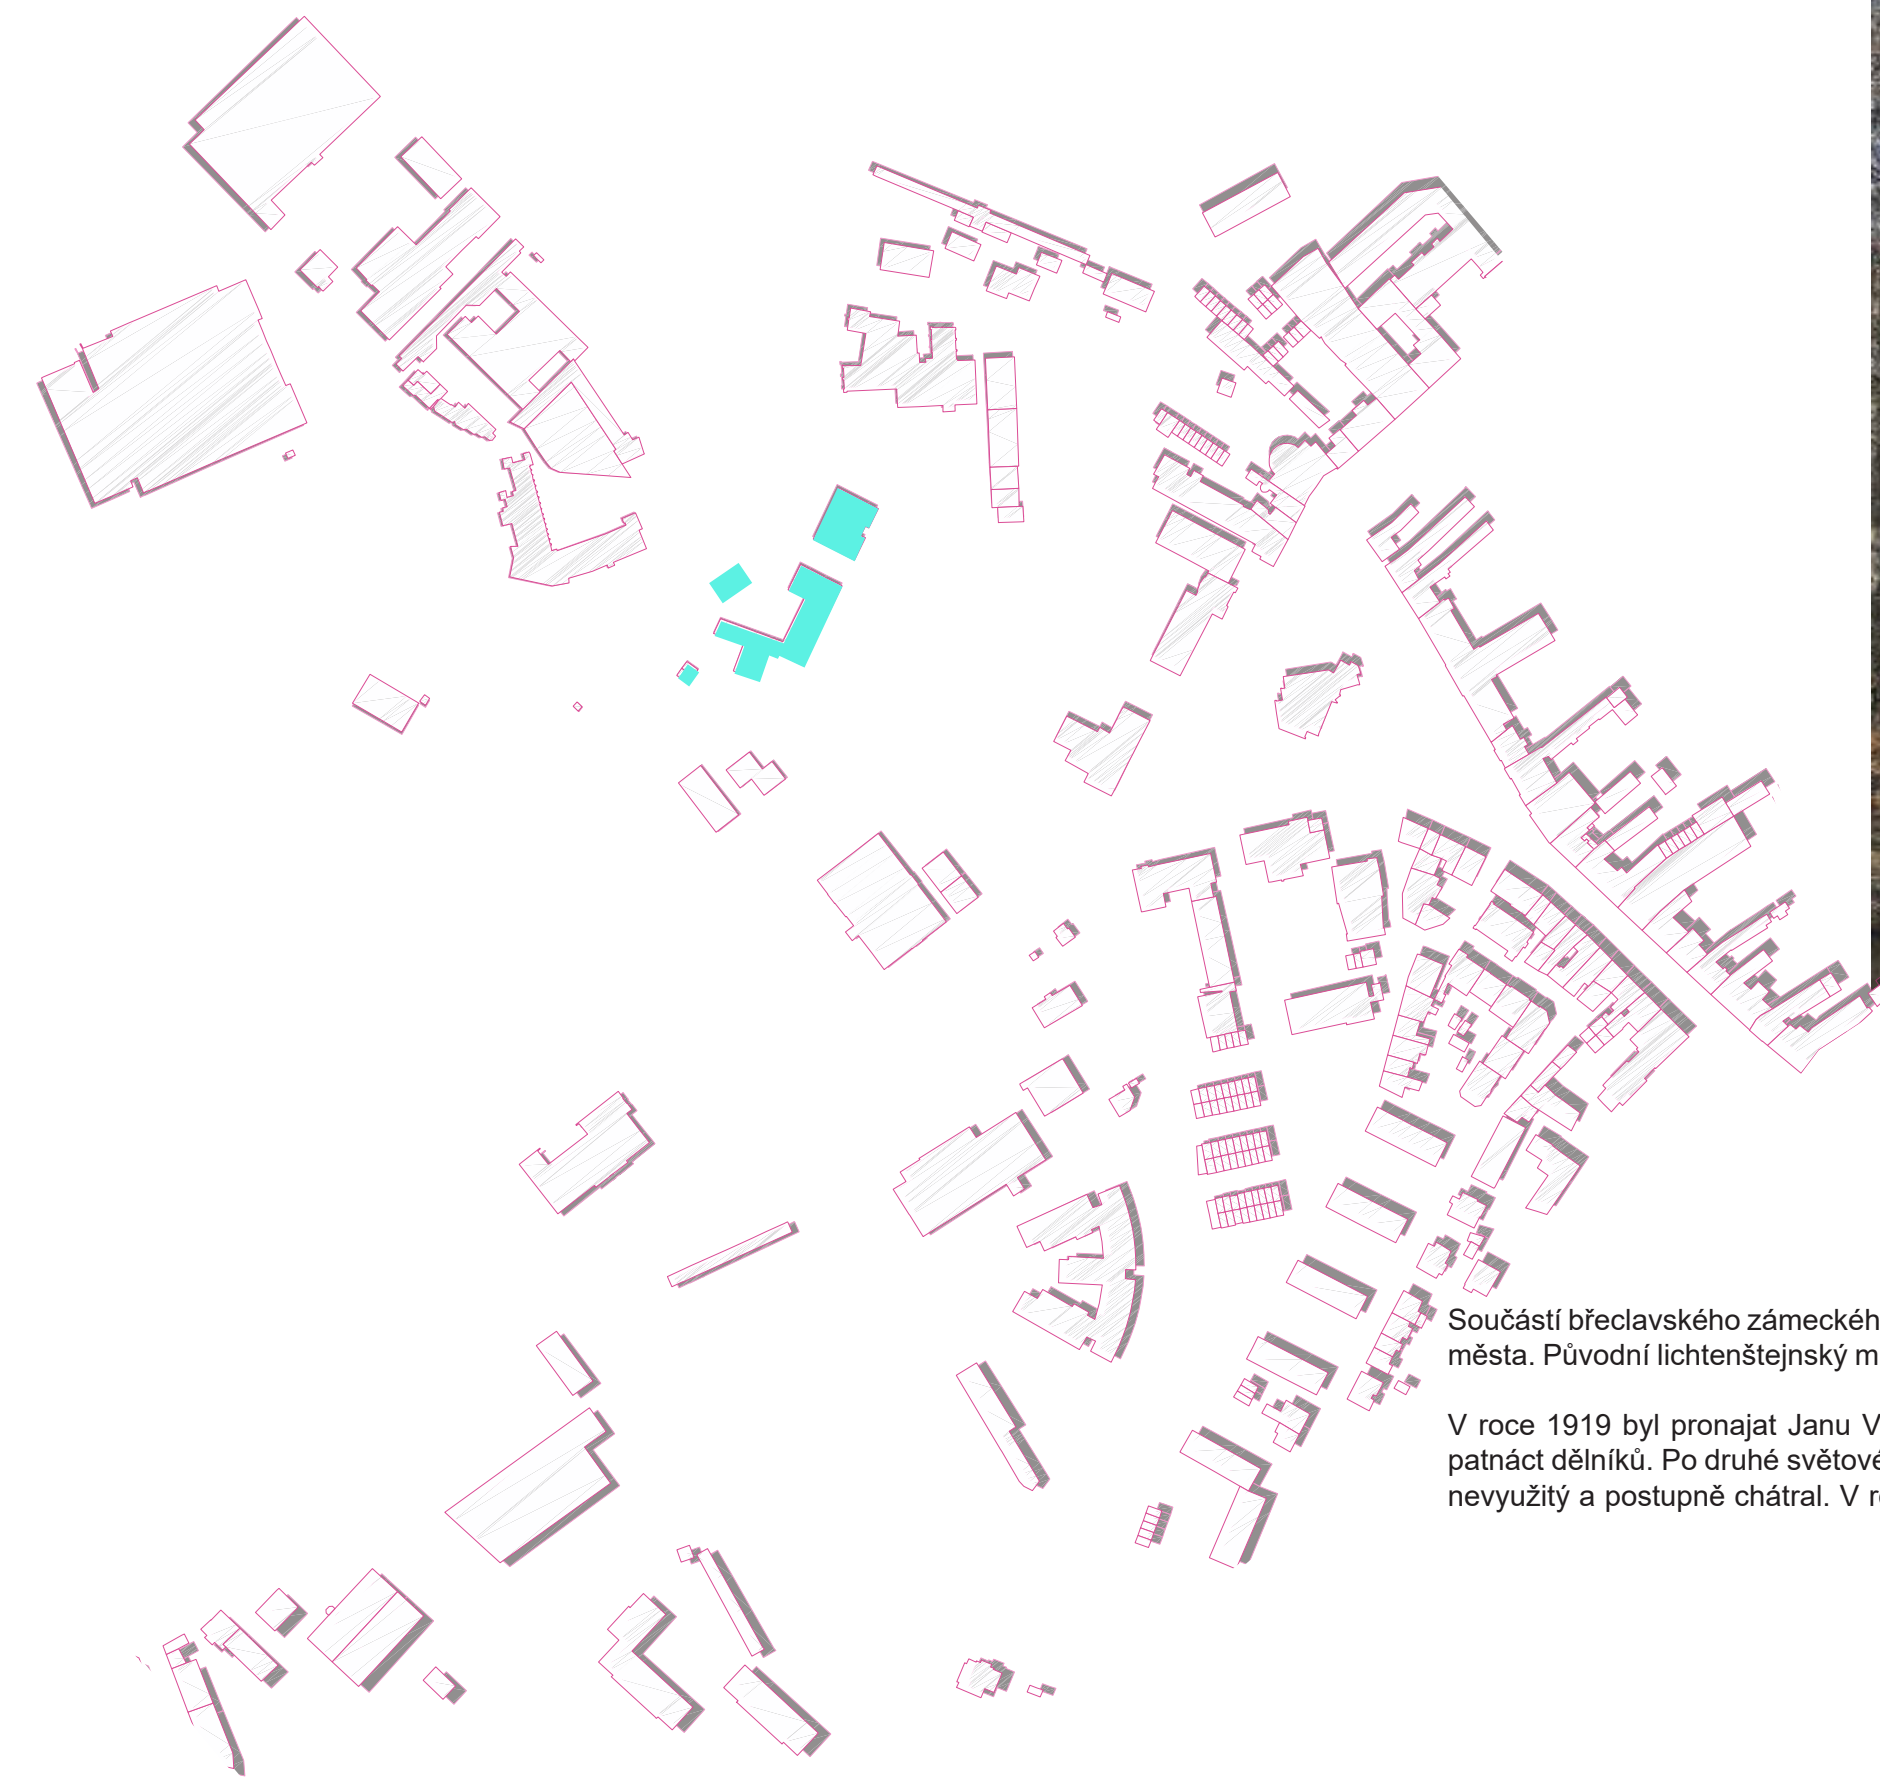 Součástí břeclavského zámeckéh
města. Původní lichtenštejnský m
V roce 1919 byl pronajat Janu V
patnáct dělníků. Po druhé světové
nevyužitý a postupně chátral. V r